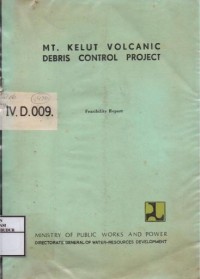 MT. KELUT VOLCANIC
DEBRIS CONTROL PROJECT
IV.D.009.
Feasibility Report
MINISTRY OF PUBLIC WORKS AND POWER
DIRECTORATE GENERAL OF WATER RESOURCES DEVELOPMENT